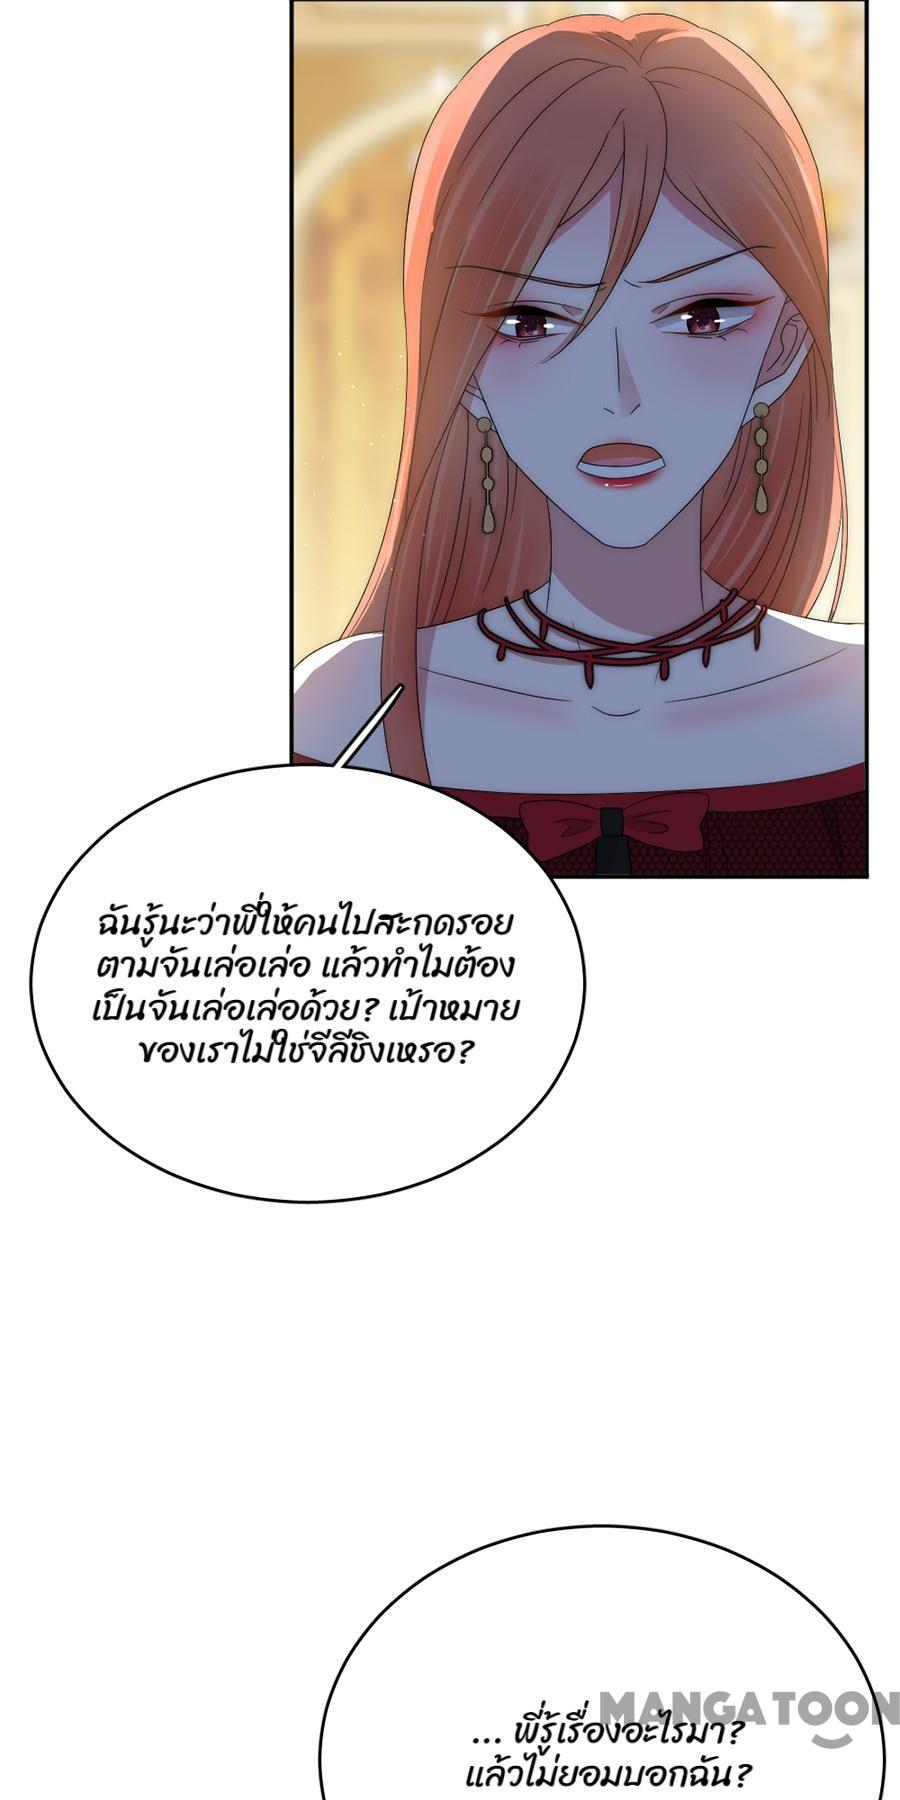 ฉันรู้นะว่าพี่ให้คนไปสะกดรอย
ตามจันเล่อเล่อ แล้วทำไมต้อง
เป็นจันเล่อเล่อด้วย? เป้าหมาย
ของเราไม่ใช่จีลี่ชิงเหรอ?
MANGATOON
... พี่รู้เรื่องอะไรมา?
แล้วไม่ยอมบอกฉัน?